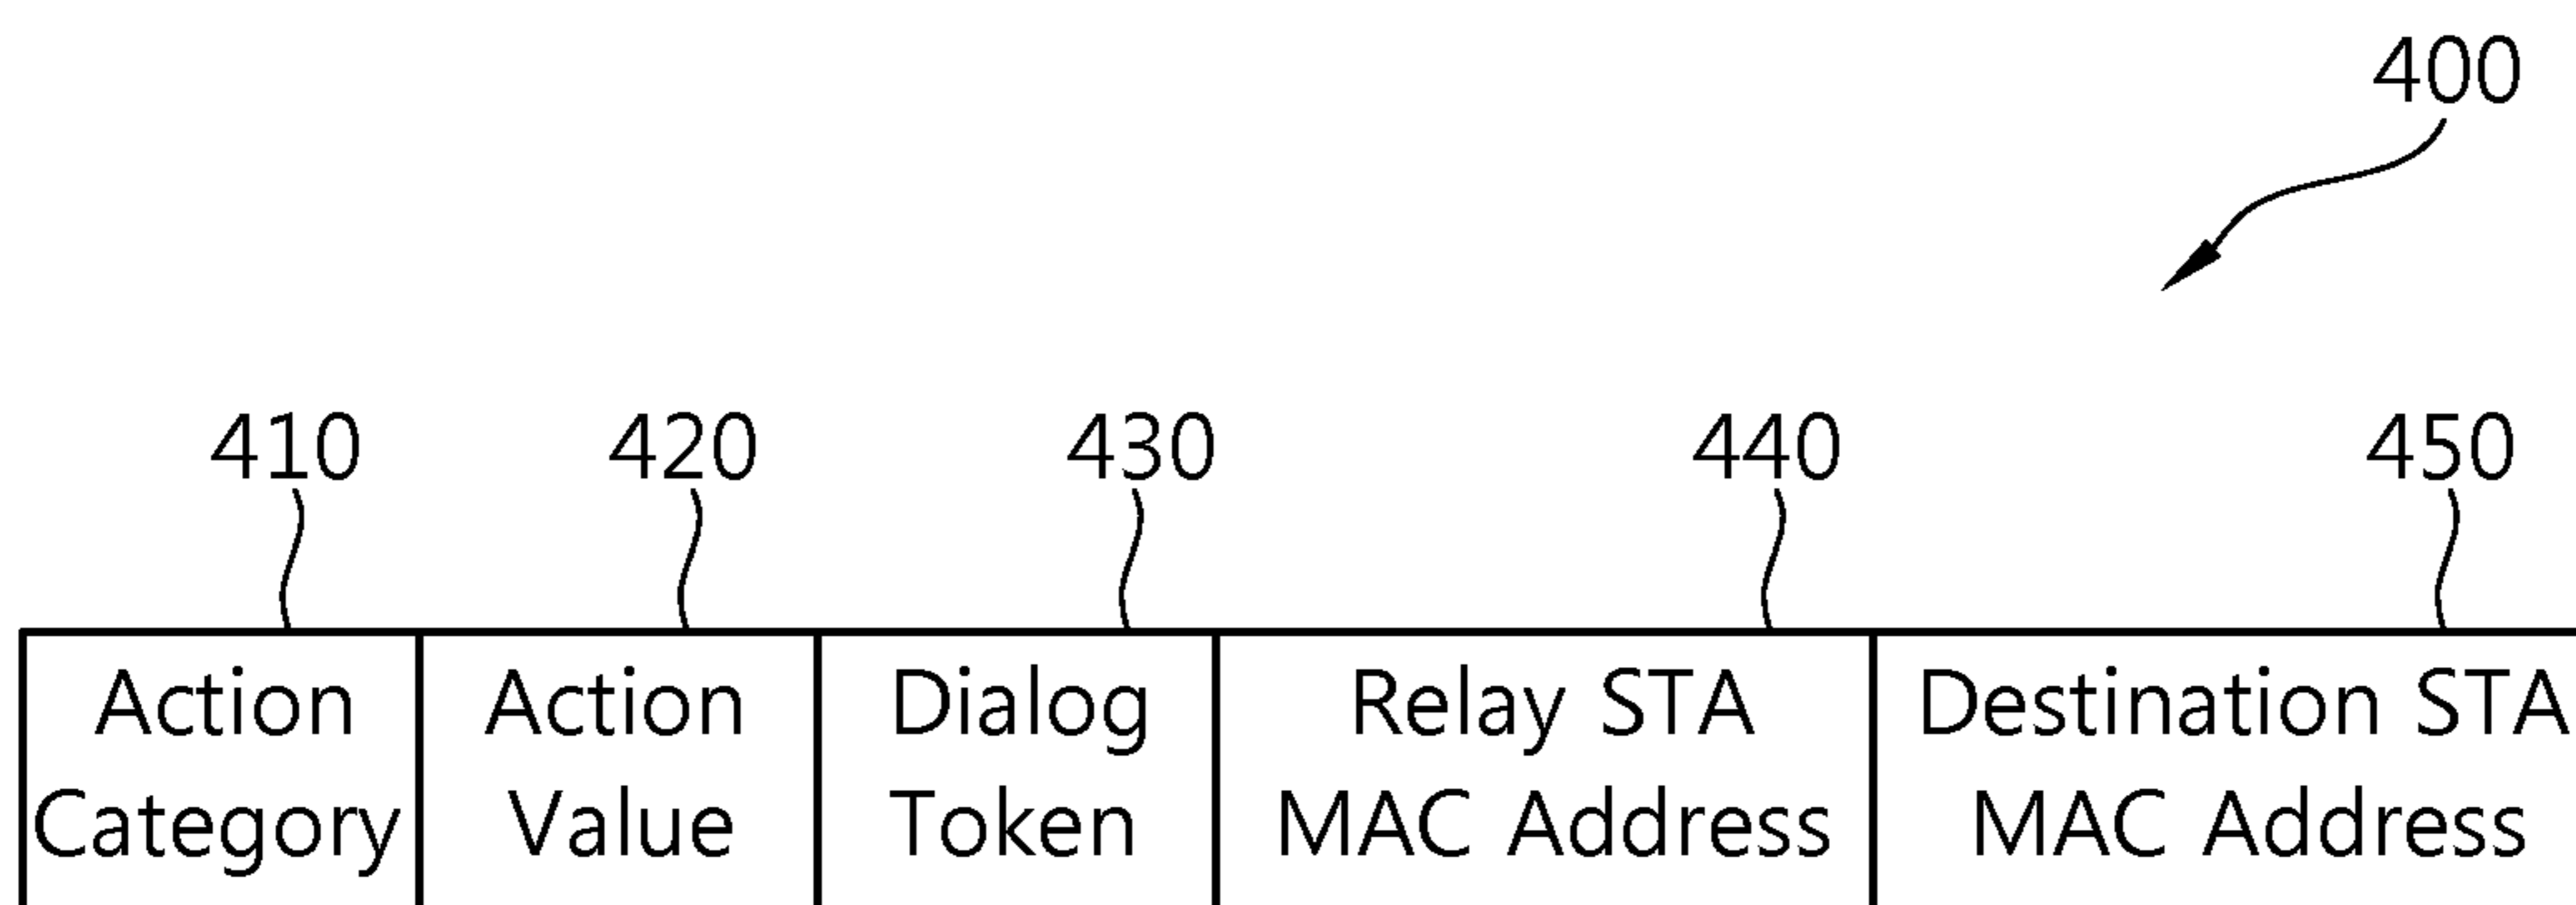 400
410 420 430 440 450
Action Action Dialog Relay STA Destination STA
Category Value Token MAC Address MAC Address